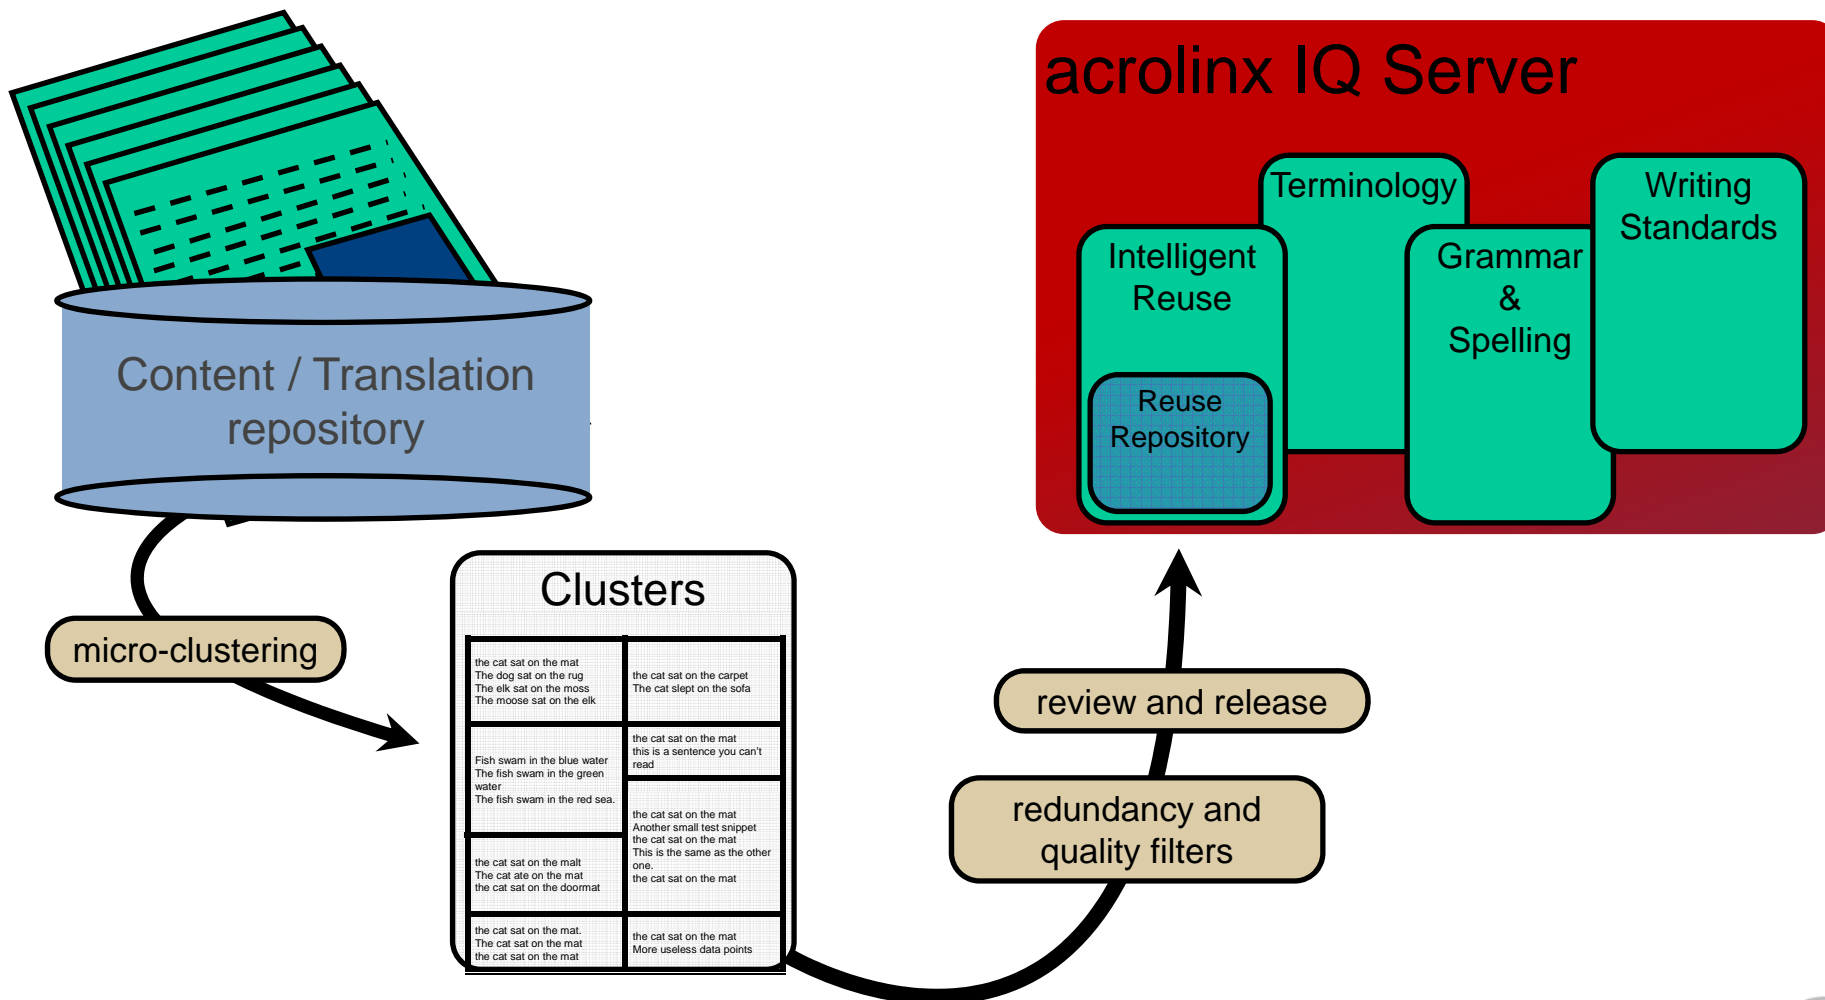 acrolinx IQ Server
Terminology
Writing
Standards
Intelligent
Reuse
Grammar
&
Spelling
Reuse
Repository
Content / Translation
repository
micro-clustering
Clusters
the cat sat on the mat
The dog sat on the rug
The elk sat on the moss
The moose sat on the elk
the cat sat on the carpet
The cat slept on the sofa
Fish swam in the blue water
The fish swam in the green
water
The fish swam in the red sea.
the cat sat on the mat
this is a sentence you can't
read
the cat sat on the mat
Another small test snippet
the cat sat on the mat
This is the same as the other
one.
the cat sat on the mat
the cat sat on the malt
The cat ate on the mat
the cat sat on the doormat
the cat sat on the mat.
The cat sat on the mat
the cat sat on the mat
the cat sat on the mat
More useless data points
review and release
redundancy and
quality filters